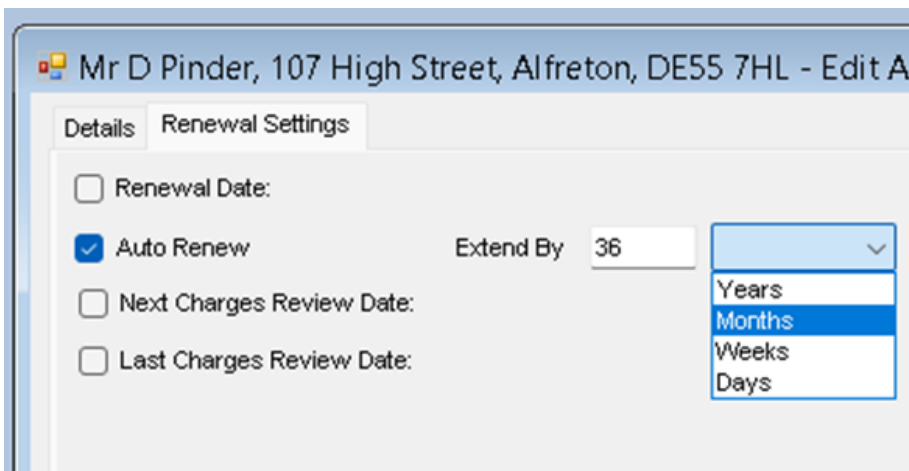 Mr D Pinder, 107 High Street, Alfreton, DE55 7HL - Edit A
Details Renewal Settings
Renewal Date:
Auto Renew Extend By 36
Years
Next Charges Review Date:
Months
Weeks
Last Charges Review Date:
Days